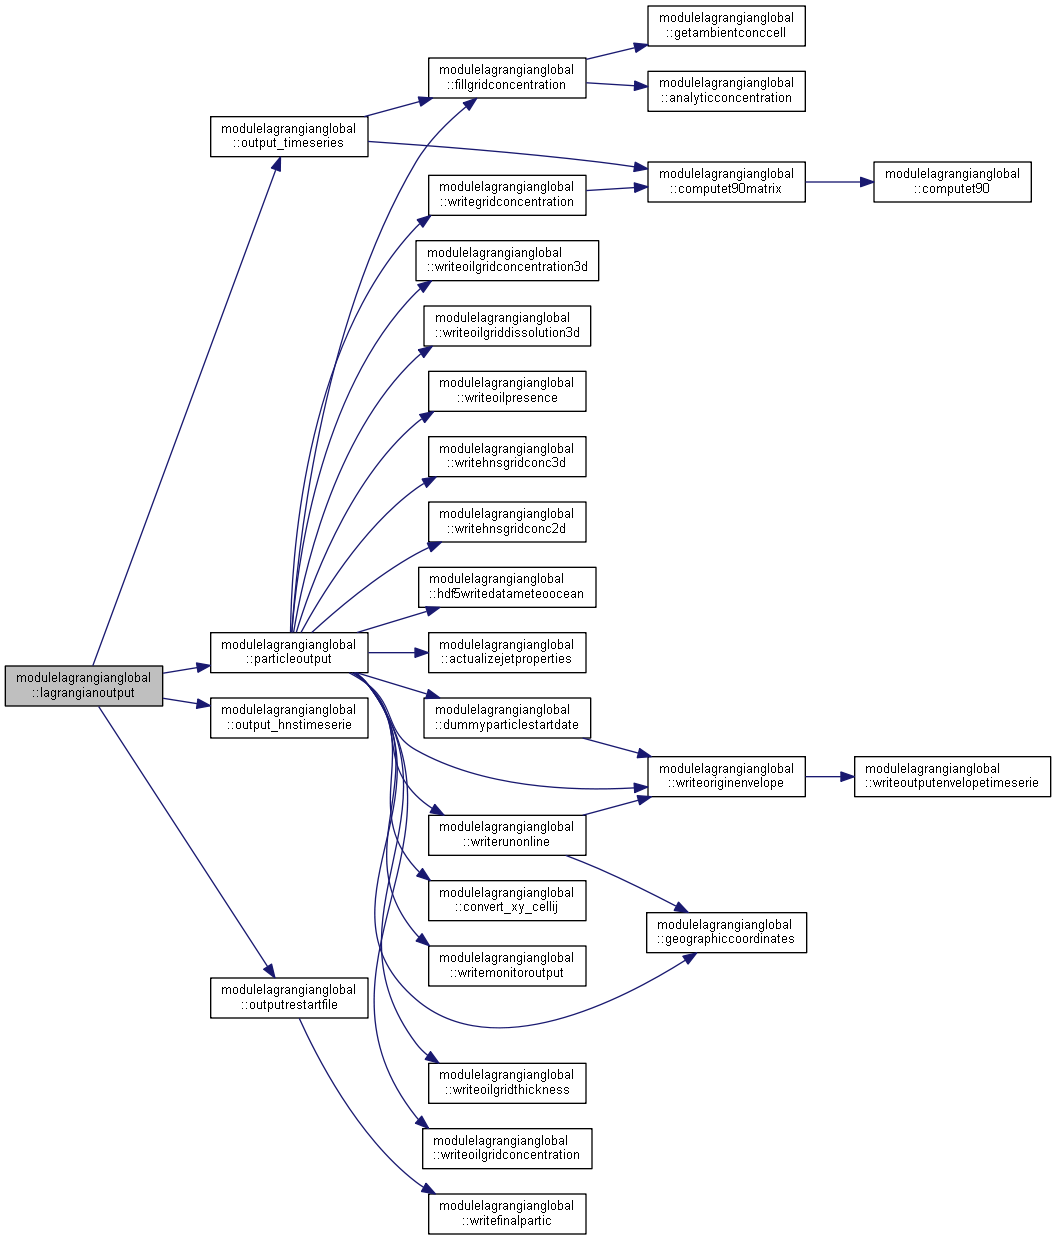 modulelagrangianglobal
::getambientconccell
modulelagrangianglobal
::fillgridconcentration
modulelagrangianglobal
::analyticconcentration
modulelagrangianglobal
::output_timeseries
modulelagrangianglobal
::computet90matrix
modulelagrangianglobal
::computet90
modulelagrangianglobal
::writegridconcentration
modulelagrangianglobal
::writeoilgridconcentration3d
modulelagrangianglobal
::writeoilgriddissolution3d
modulelagrangianglobal
::writeoilpresence
modulelagrangianglobal
::writehnsgridconc3d
modulelagrangianglobal
::writehnsgridconc2d
modulelagrangianglobal
::hdf5writedatameteoocean
modulelagrangianglobal
::particleoutput
modulelagrangianglobal
::actualizejetproperties
modulelagrangianglobal
::lagrangianoutput
modulelagrangianglobal
::output_hnstimeserie
modulelagrangianglobal
::dummyparticlestartdate
modulelagrangianglobal
::writeoriginenvelope
modulelagrangianglobal
::writeoutputenvelopetimeserie
modulelagrangianglobal
::writerunonline
modulelagrangianglobal
::convert_xy_cellij
modulelagrangianglobal
::geographiccoordinates
modulelagrangianglobal
::writemonitoroutput
modulelagrangianglobal
::outputrestartfile
modulelagrangianglobal
::writeoilgridthickness
modulelagrangianglobal
::writeoilgridconcentration
modulelagrangianglobal
::writefinalpartic